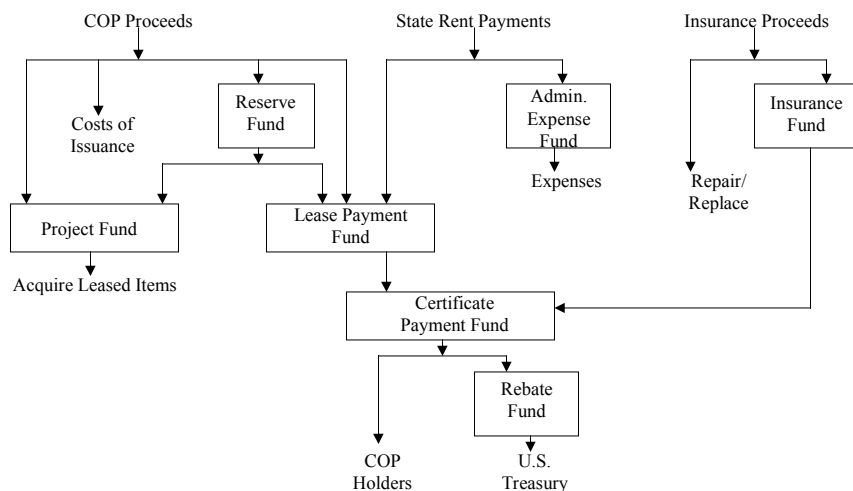 COP Proceeds
State Rent Payments
Insurance Proceeds
Costs of
Issuance
Reserve
Fund
Admin.
Expense
Fund
Insurance
Fund
Expenses
Repair/
Replace
Project Fund
Lease Payment
Fund
Acquire Leased Items
Certificate
Payment Fund
Rebate
Fund
COP
Holders
U.S.
Treasury